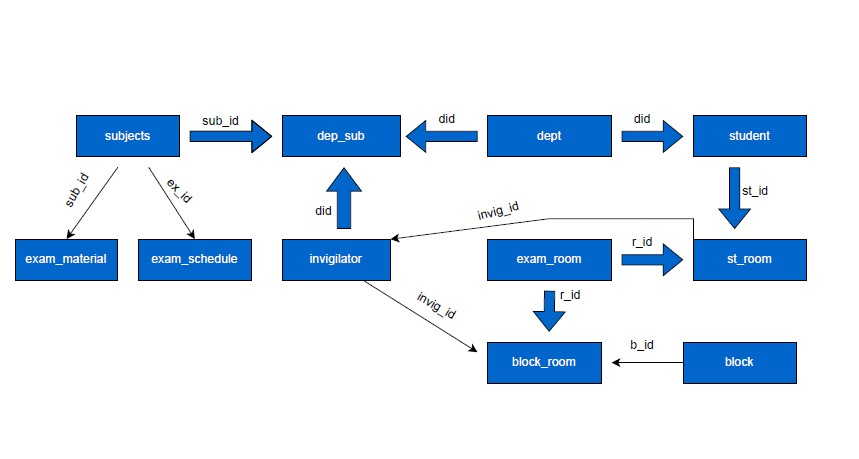 sub_id
did
did
subjects
dep_sub
dept
student
sub_id
ex_id
st_id
did
invig_id
r_id
exam_material
exam_schedule
invigilator
exam_room
st_room
invig_id
r_id
b_id
block_room
block